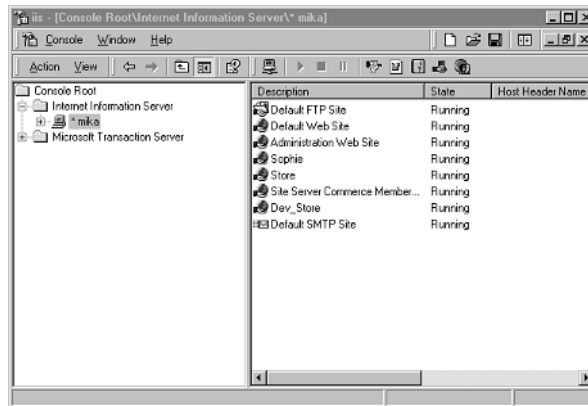 iis - [Console Root\Internet Information Server\* mika]
Console Window Help
Action View
Console Root
Internet Information Server
* mika
Microsoft Transaction Server
Description State Host Header Name
Default FTP Site Running
Default Web Site Running
Administration Web Site Running
Sophie Running
Store Running
Site Server Commerce Member... Running
Dev_Store Running
Default SMTP Site Running